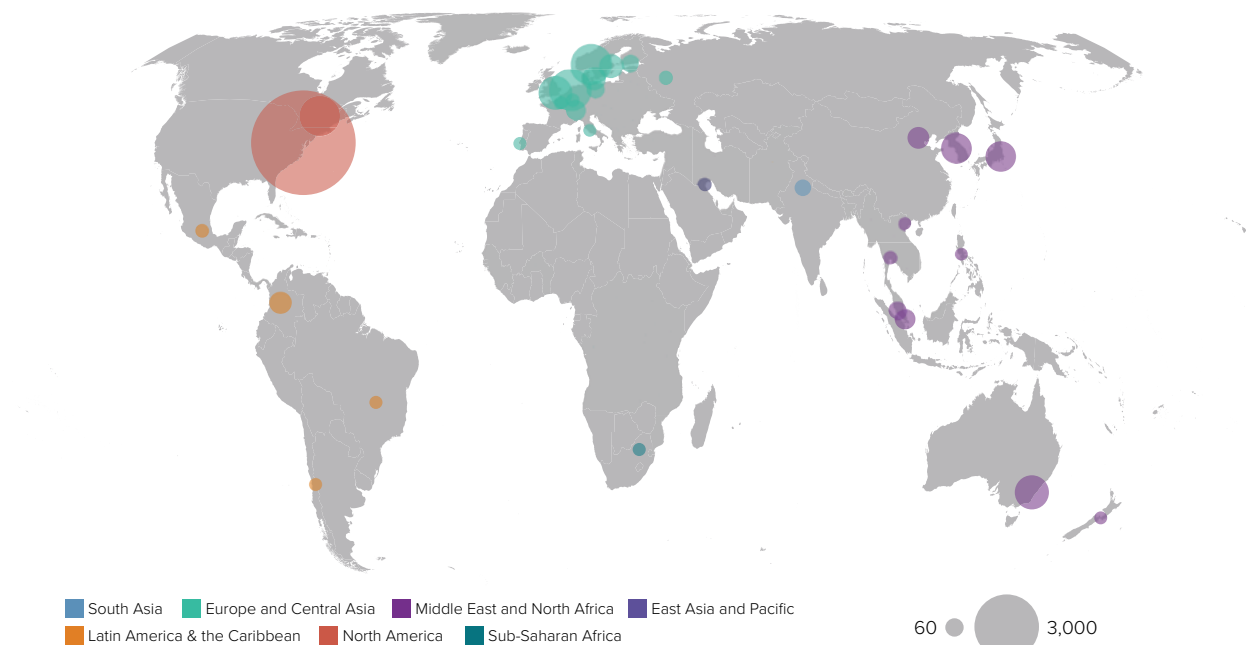 South Asia Europe and Central Asia Middle East and North Africa East Asia and Pacific
Latin America & the Caribbean North America Sub-Saharan Africa
60 3,000